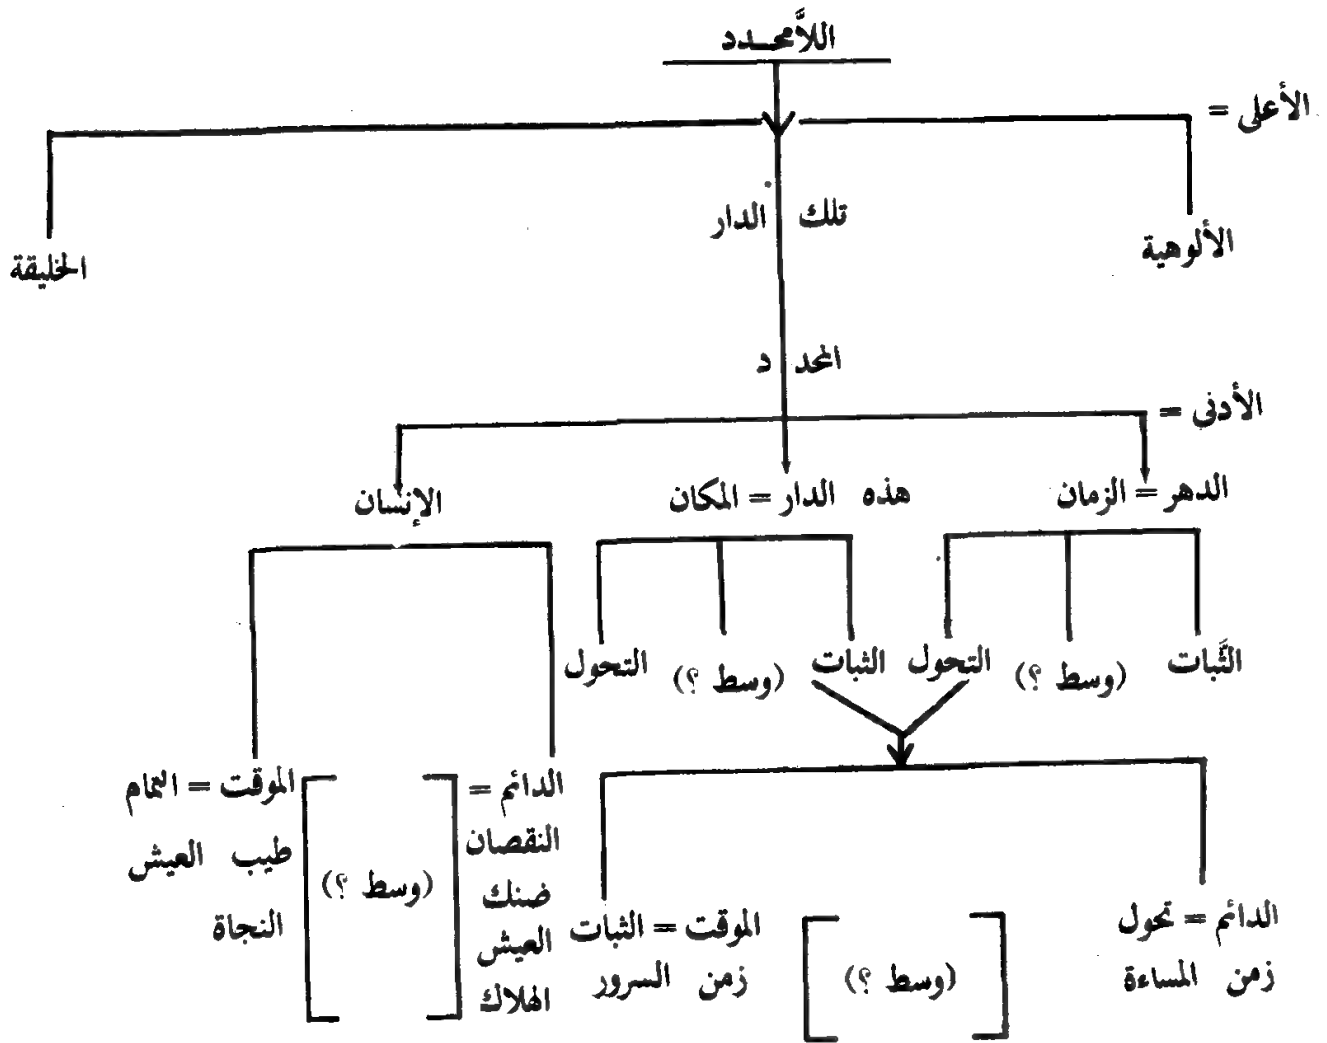 اللاَّمحدد
الأعلى =
تلك الدار
الألوهية
الخليقة
المحدد
الأدنى =
الدهر = الزمان
هذه الدار = المكان
الإنسان
الثَّبات
(وسط ؟)
التحول
الثبات
(وسط ؟)
التحول
الدائم =
النقصان
ضنك
العيش
الهلاك
(وسط ؟)
الموقت = التمام
طيب العيش
النجاة
الدائم = تحول
زمن المساءة
(وسط ؟)
الموقت = الثبات
زمن السرور